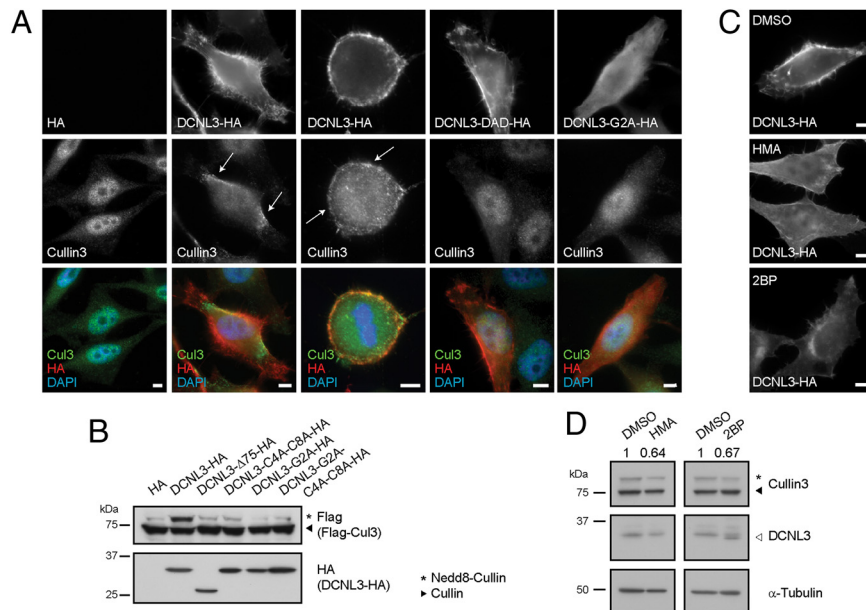 A
HA
DCNL3-HA
DCNL3-HA
DCNL3-DAD-HA
DCNL3-G2A-HA
Cullin3
Cullin3
Cullin3
Cullin3
Cullin3
Cul3
HA
DAPI
Cul3
HA
DAPI
Cul3
HA
DAPI
Cul3
HA
DAPI
Cul3
HA
DAPI
C
DMSO
DCNL3-HA
HMA
DCNL3-HA
2BP
DCNL3-HA
B
HA
DCNL3-HA
DCNL3-Δ75-HA
DCNL3-C4A-C8A-HA
DCNL3-G2A-HA
DCNL3-G2A-
C4A-C8A-HA
kDa
75
* Flag
◄ (Flag-Cul3)
37
25
HA
(DCNL3-HA)
* Nedd8-Cullin
► Cullin
D
DMSO HMA DMSO 2BP
1 0.64 1 0.67
kDa
75
* Cullin3
◄
37
◁ DCNL3
50
α-Tubulin